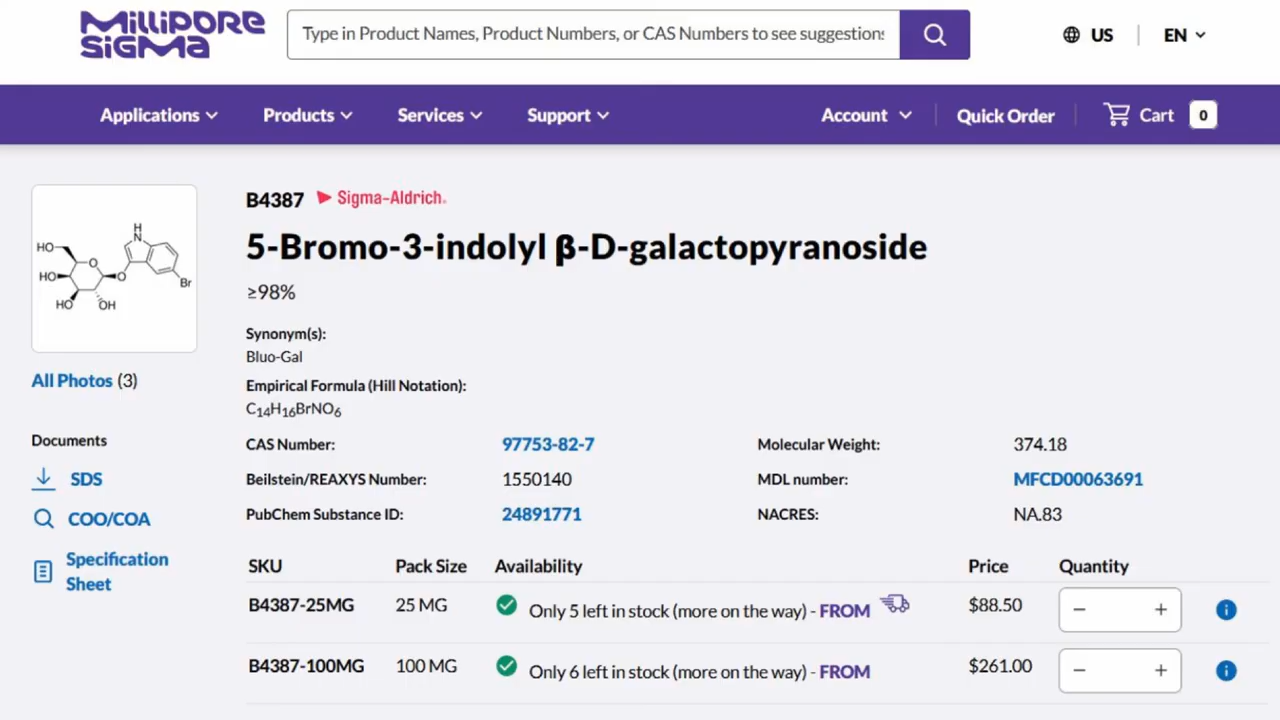 MILLIPORE
SIGMA
Type in Product Names, Product Numbers, or CAS Numbers to see suggestions
US
EN
Applications
Products
Services
Support
Account
Quick Order
Cart
0
B4387
Sigma-Aldrich®
5-Bromo-3-indolyl β-D-galactopyranoside
≥98%
HO
HO
HO
OH
O
O
H
N
Br
Synonym(s):
Bluo-Gal
Empirical Formula (Hill Notation):
C₁₄H₁₆BrNO₆
All Photos (3)
Documents
SDS
COO/COA
Specification
Sheet
CAS Number: 97753-82-7 Molecular Weight: 374.18
Beilstein/REAXYS Number: 1550140 MDL number: MFCD00063691
PubChem Substance ID: 24891771 NACRES: NA.83
SKU Pack Size Availability Price Quantity
B4387-25MG 25 MG Only 5 left in stock (more on the way) - FROM $88.50 − +
B4387-100MG 100 MG Only 6 left in stock (more on the way) - FROM $261.00 − +